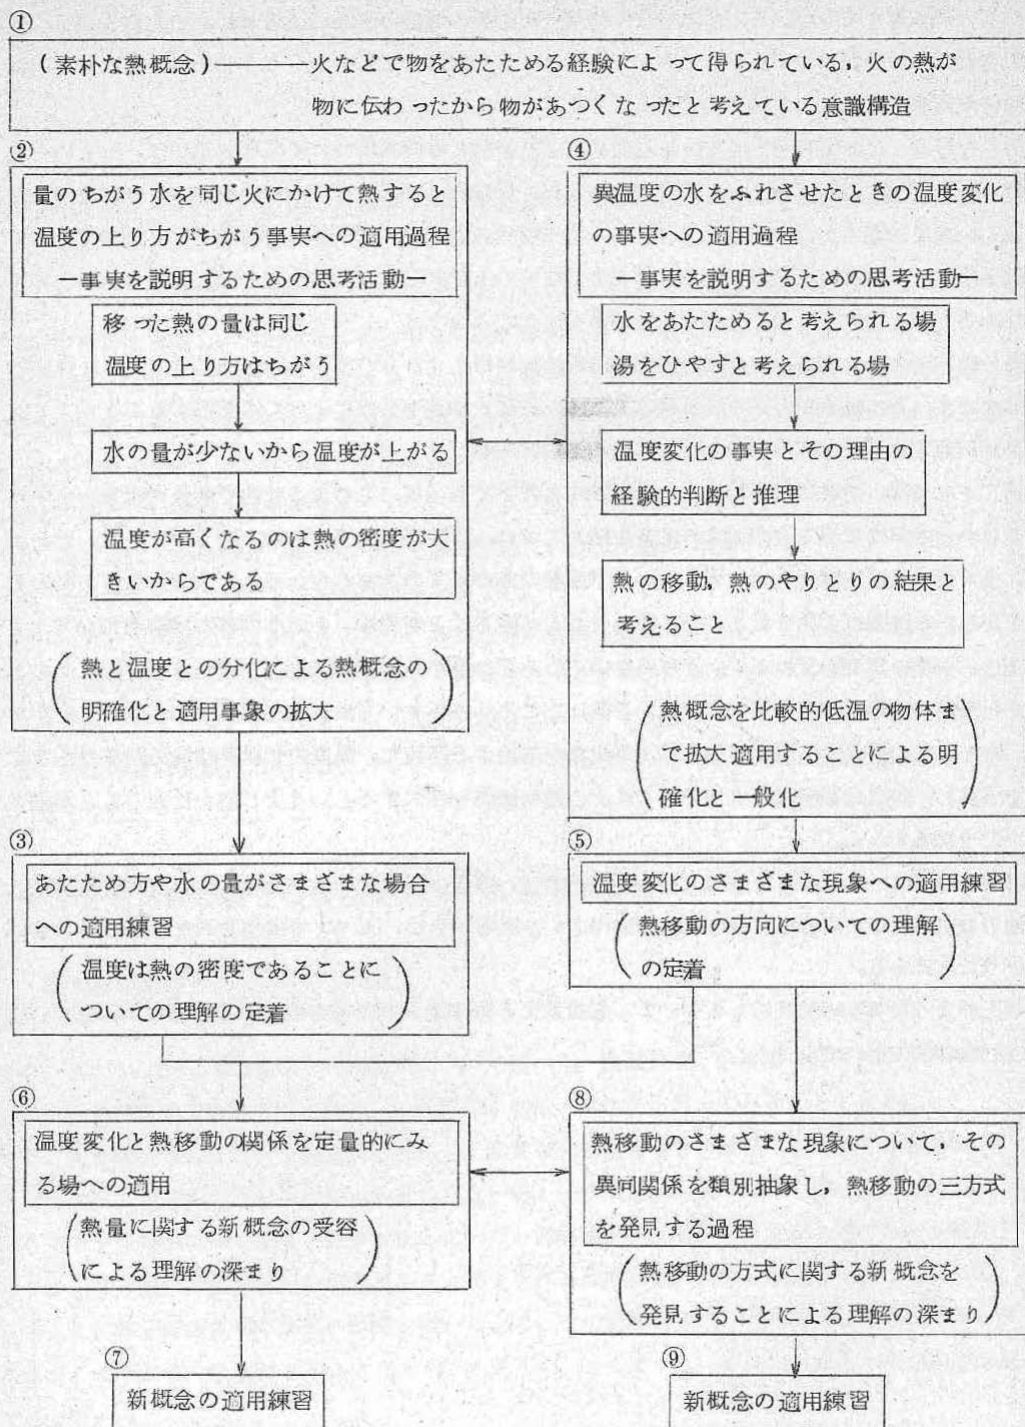 ①
(素朴な熱概念)―――火などで物をあたためる経験によって得られている，火の熱が
物に伝わったから物があつくなったと考えている意識構造
②
量のちがう水を同じ火にかけて熱すると
温度の上り方がちがう事実への適用過程
―事実を説明するための思考活動―
移った熱の量は同じ
温度の上り方はちがう
水の量が少ないから温度が上がる
温度が高くなるのは熱の密度が大
きいからである
(熱と温度との分化による熱概念の
明確化と適用事象の拡大)
④
異温度の水をふれさせたときの温度変化
の事実への適用過程
―事実を説明するための思考活動―
水をあたためると考えられる場
湯をひやすと考えられる場
温度変化の事実とその理由の
経験的判断と推理
熱の移動，熱のやりとりの結果と
考えること
(熱概念を比較的低温の物体ま
で拡大適用することによる明
確化と一般化)
③
あたため方や水の量がさまざまな場合
への適用練習
(温度は熱の密度であることに
ついての理解の定着)
⑤
温度変化のさまざまな現象への適用練習
(熱移動の方向についての理解
の定着)
⑥
温度変化と熱移動の関係を定量的にみ
る場への適用
(熱量に関する新概念の受容
による理解の深まり)
⑧
熱移動のさまざまな現象について，その
異同関係を類別抽象し，熱移動の三方式
を発見する過程
(熱移動の方式に関する新概念を
発見することによる理解の深まり)
⑦
新概念の適用練習
⑨
新概念の適用練習